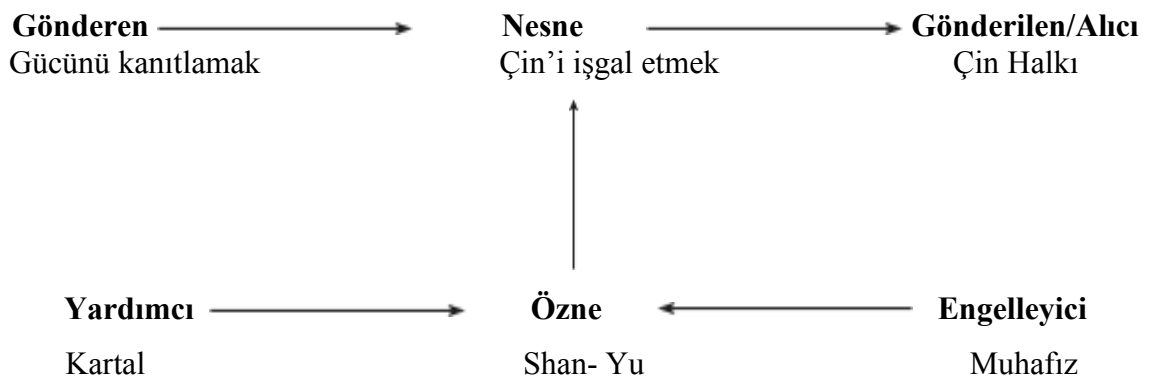 Gönderen Nesne Gönderilen/Alıcı
Gücünü kanıtlamak Çin’i işgal etmek Çin Halkı
Yardımcı Özne Engelleyici
Kartal Shan- Yu Muhafız